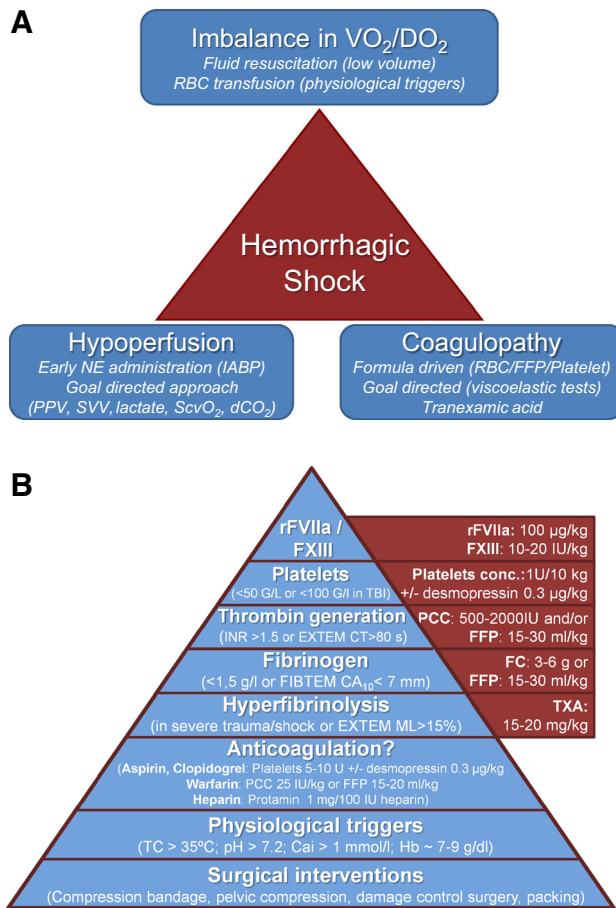 A
Imbalance in VO₂/DO₂
Fluid resuscitation (low volume)
RBC transfusion (physiological triggers)
Hemorrhagic
Shock
Hypoperfusion
Early NE administration (IABP)
Goal directed approach
(PPV, SVV, lactate, ScvO₂, dCO₂)
Coagulopathy
Formula driven (RBC/FFP/Platelet)
Goal directed (viscoelastic tests)
Tranexamic acid
B
rFVIIa /
FXIII
rFVIIa: 100 µg/kg
FXIII: 10-20 IU/kg
Platelets
(<50 G/L or <100 G/l in TBI)
Platelets conc.:1U/10 kg
+/- desmopressin 0.3 µg/kg
Thrombin generation
(INR >1.5 or EXTEM CT>80 s)
PCC: 500-2000IU and/or
FFP: 15-30 ml/kg
Fibrinogen
(<1,5 g/l or FIBTEM CA₁₀< 7 mm)
FC: 3-6 g or
FFP: 15-30 ml/kg
Hyperfibrinolysis
(in severe trauma/shock or EXTEM ML>15%)
TXA:
15-20 mg/kg
Anticoagulation?
(Aspirin, Clopidogrel: Platelets 5-10 U +/- desmopressin 0.3 µg/kg
Warfarin: PCC 25 IU/kg or FFP 15-20 ml/kg
Heparin: Protamin 1 mg/100 IU heparin)
Physiological triggers
(TC > 35ºC; pH > 7.2; Cai > 1 mmol/l; Hb ~ 7-9 g/dl)
Surgical interventions
(Compression bandage, pelvic compression, damage control surgery, packing)